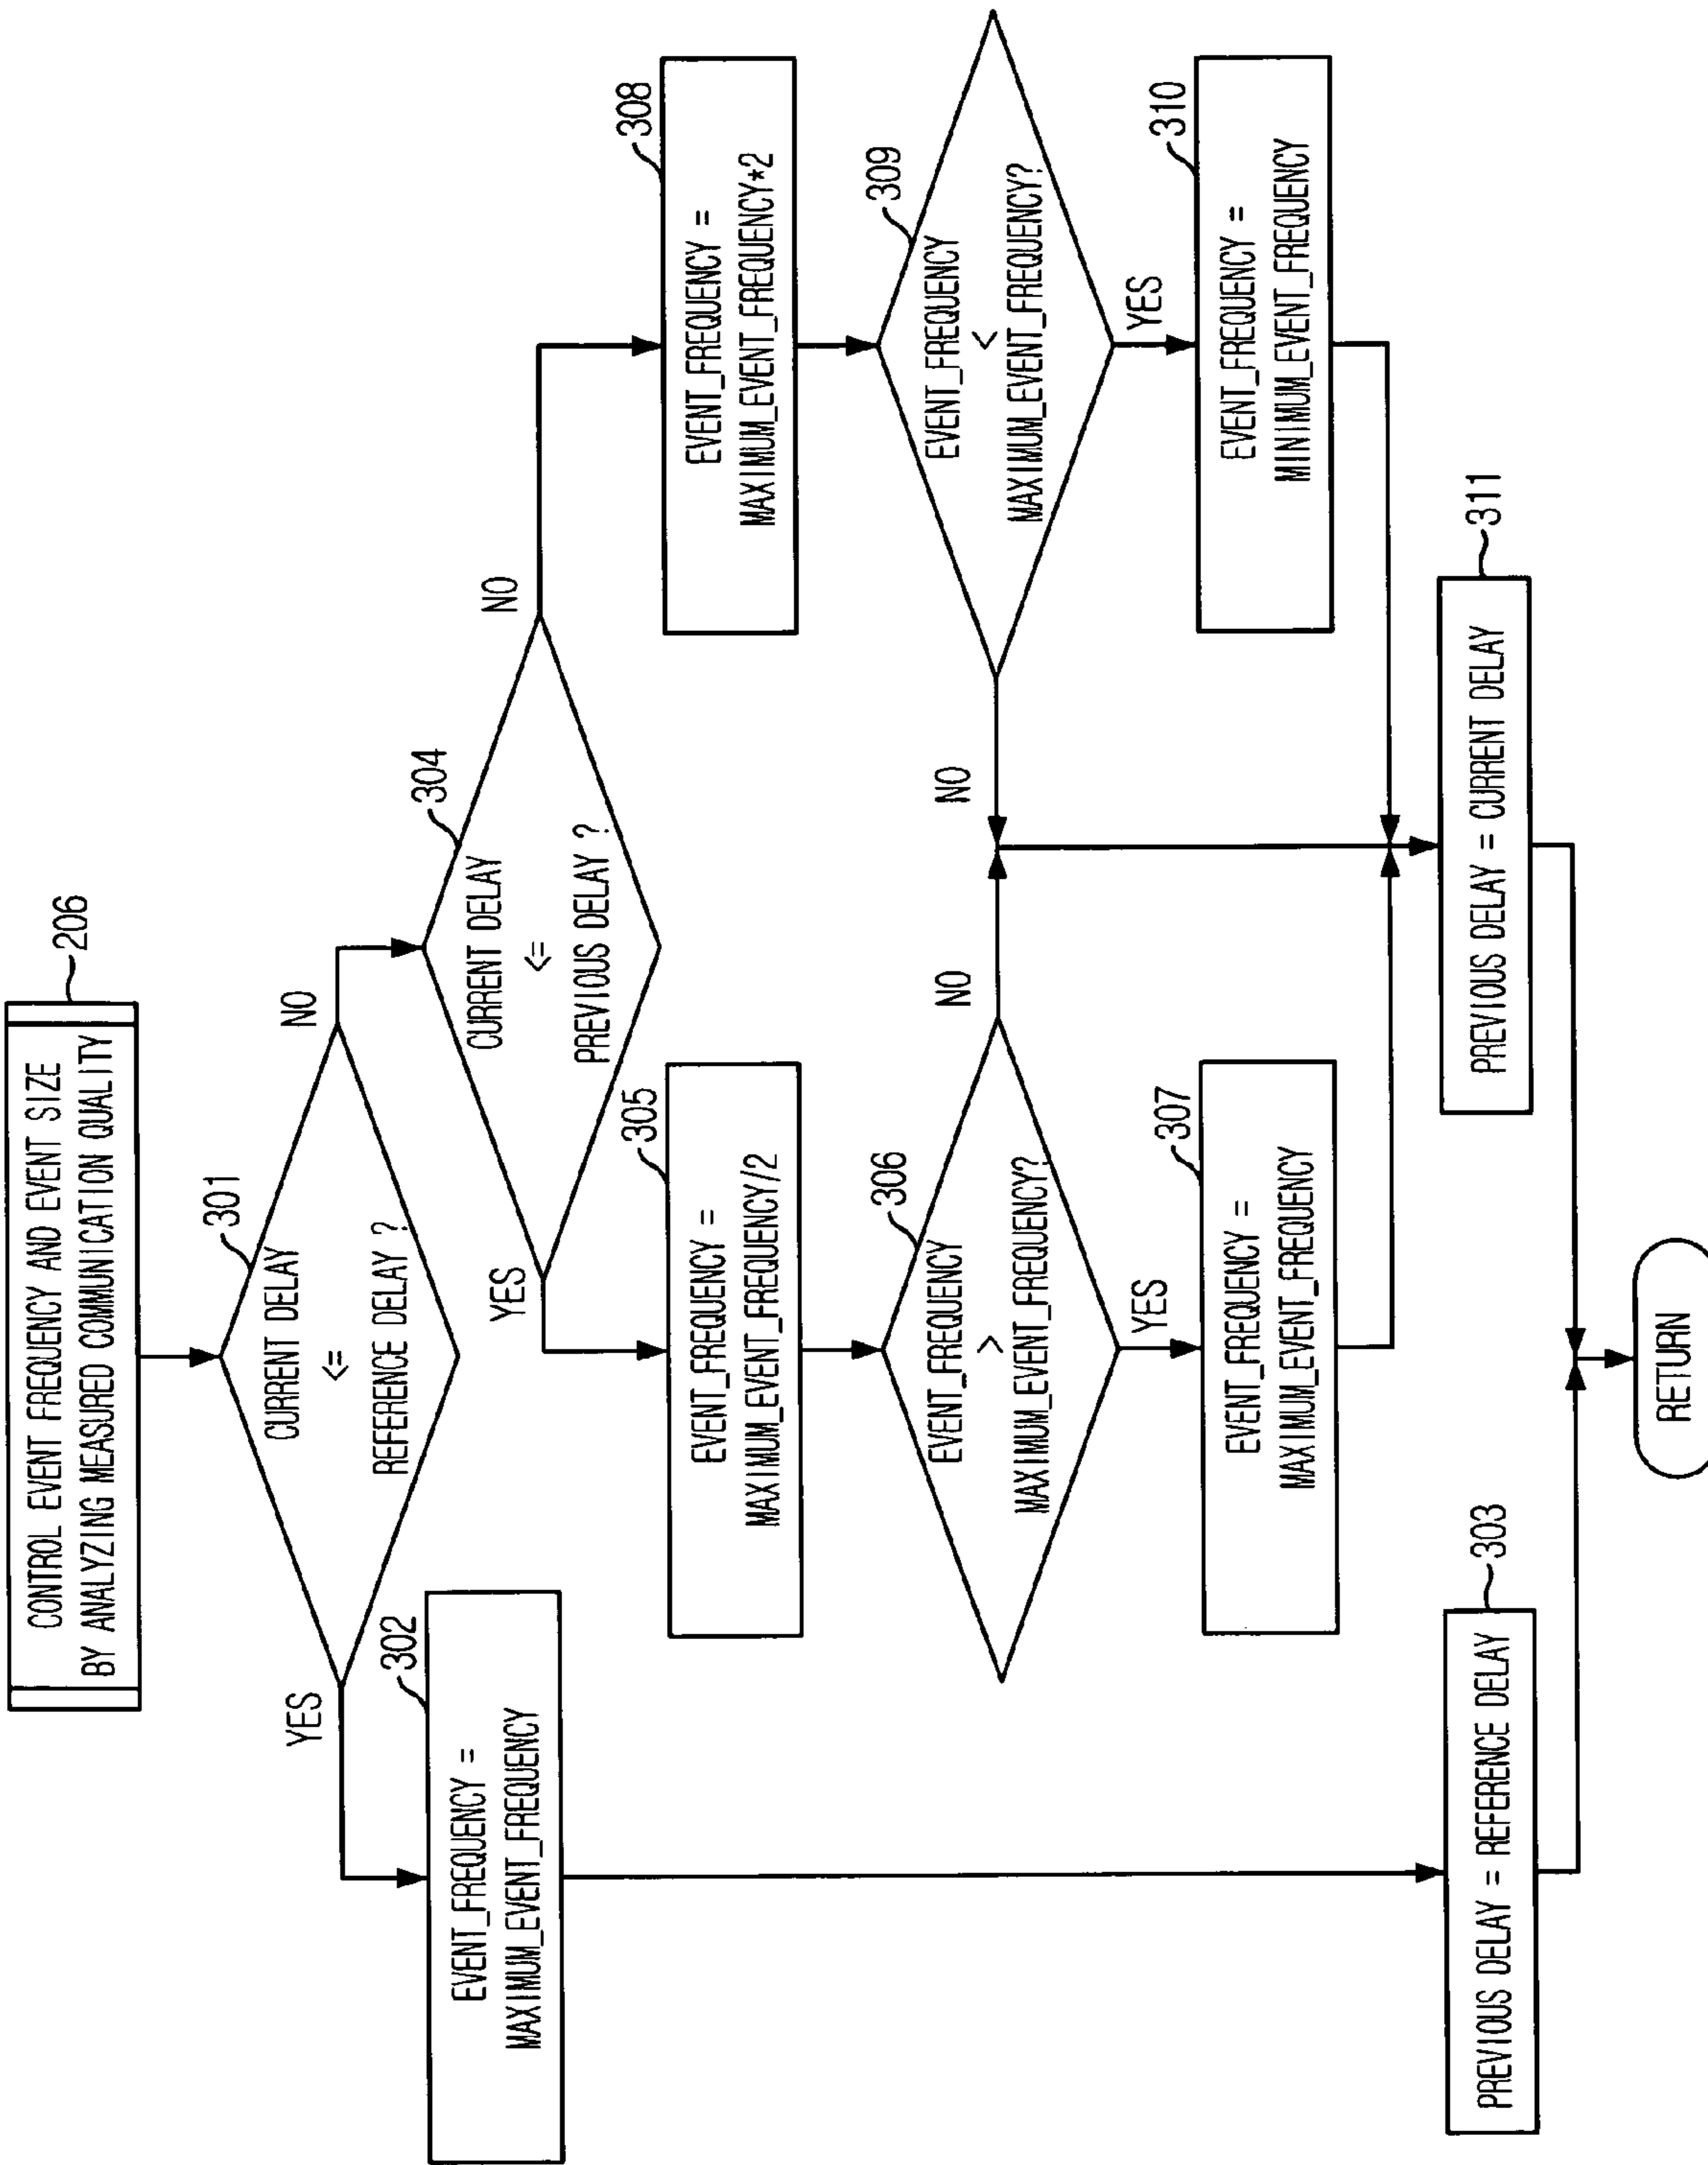 CONTROL EVENT FREQUENCY AND EVENT SIZE
BY ANALYZING MEASURED COMMUNICATION QUALITY
206
301
CURRENT DELAY
<=
REFERENCE DELAY ?
YES
NO
302
EVENT_FREQUENCY =
MAXIMUM_EVENT_FREQUENCY
304
CURRENT DELAY
<=
PREVIOUS DELAY ?
YES
NO
305
EVENT_FREQUENCY =
MAXIMUM_EVENT_FREQUENCY/2
308
EVENT_FREQUENCY =
MAXIMUM_EVENT_FREQUENCY*2
306
EVENT_FREQUENCY
>
MAXIMUM_EVENT_FREQUENCY?
NO
YES
309
EVENT_FREQUENCY
<
MAXIMUM_EVENT_FREQUENCY?
NO
YES
307
EVENT_FREQUENCY =
MAXIMUM_EVENT_FREQUENCY
310
EVENT_FREQUENCY =
MINIMUM_EVENT_FREQUENCY
303
PREVIOUS DELAY = REFERENCE DELAY
311
PREVIOUS DELAY = CURRENT DELAY
RETURN